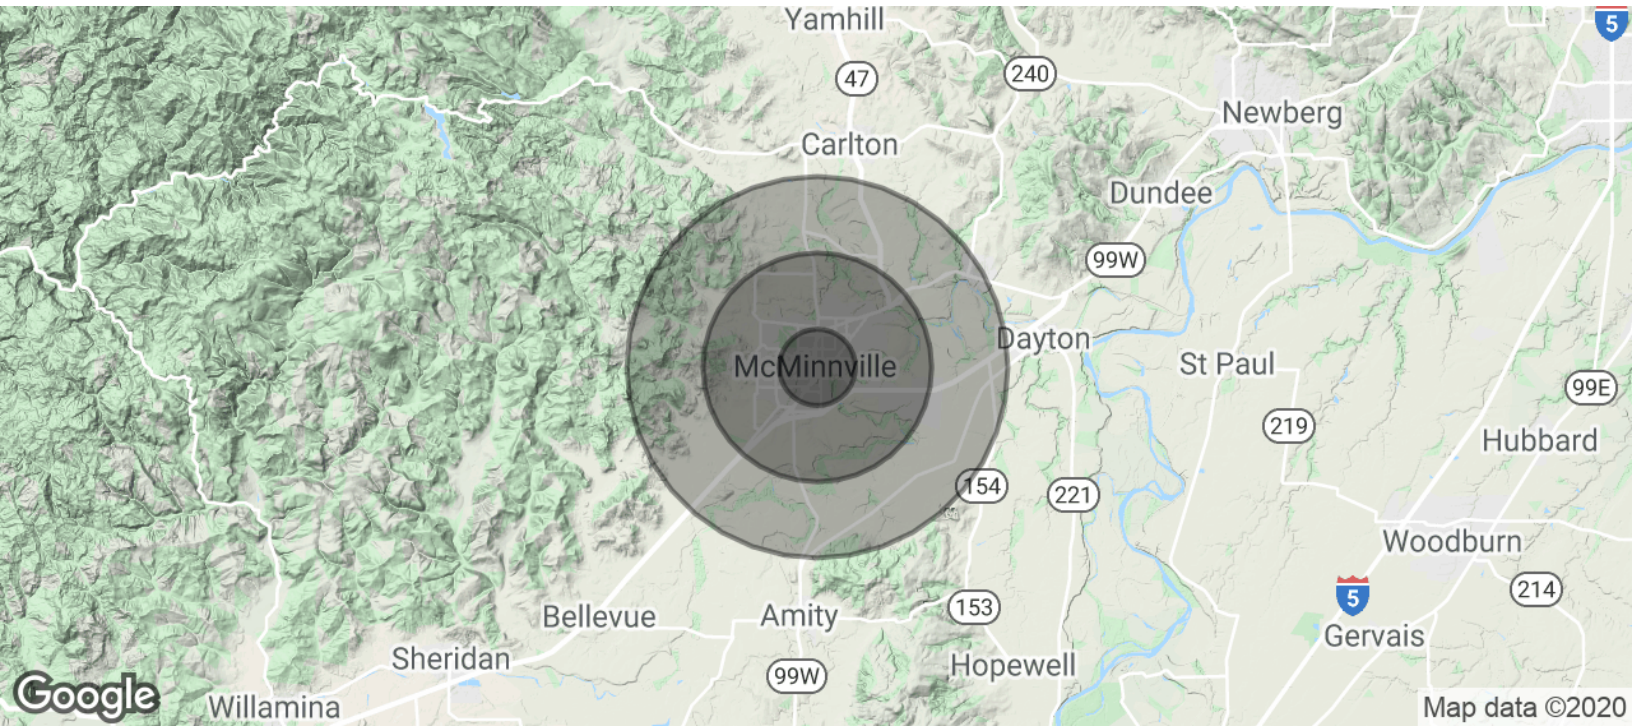 Yamhill
5
47
240
Newberg
Carlton
Dundee
99W
Dayton
McMinnville
St Paul
99E
219
Hubbard
154
221
Woodburn
214
5
153
Bellevue
Amity
Gervais
Sheridan
Hopewell
99W
Google
Willamina
Map data ©2020